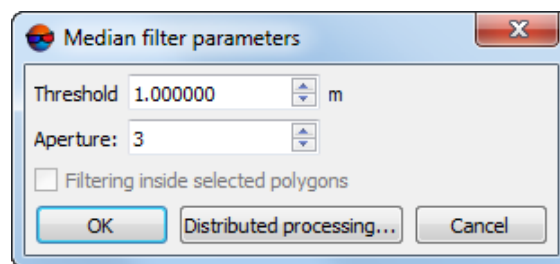 Median filter parameters
Threshold 1.000000 m
Aperture: 3
Filtering inside selected polygons
OK Distributed processing... Cancel